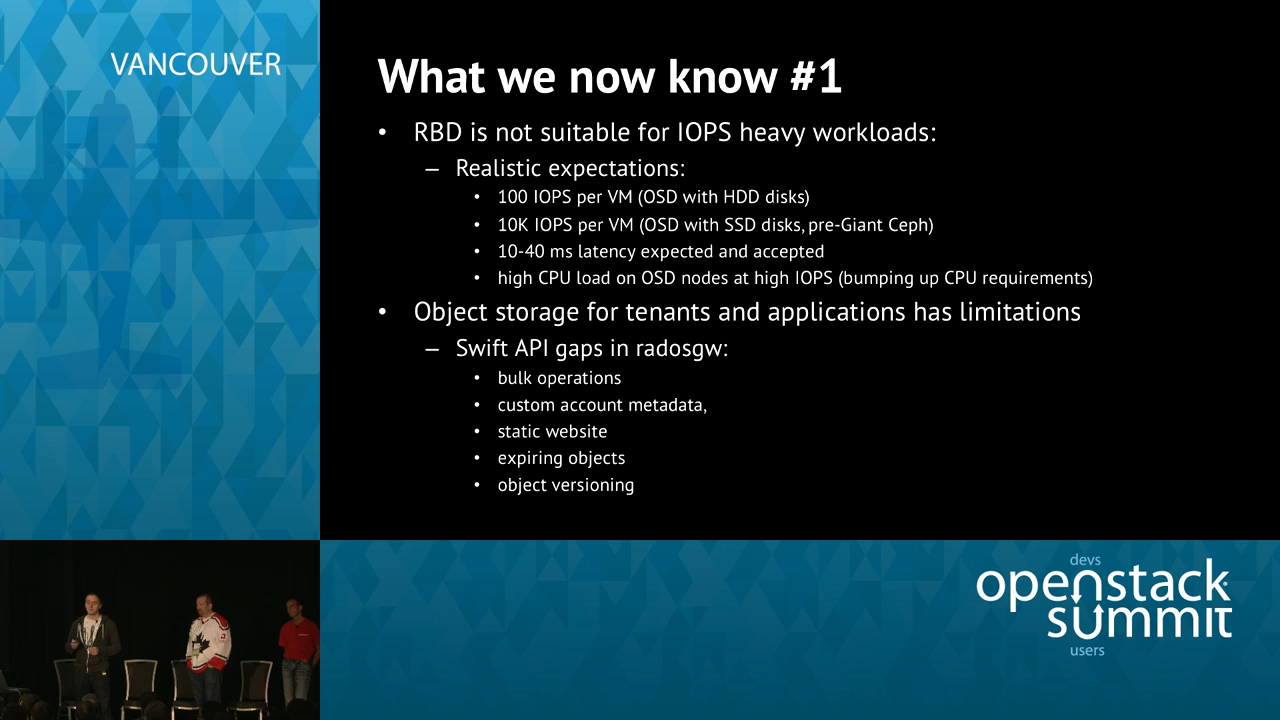 VANCOUVER
What we now know #1
• RBD is not suitable for IOPS heavy workloads:
– Realistic expectations:
• 100 IOPS per VM (OSD with HDD disks)
• 10K IOPS per VM (OSD with SSD disks, pre-Giant Ceph)
• 10-40 ms latency expected and accepted
• high CPU load on OSD nodes at high IOPS (bumping up CPU requirements)
• Object storage for tenants and applications has limitations
– Swift API gaps in radosgw:
• bulk operations
• custom account metadata,
• static website
• expiring objects
• object versioning
devs
openstack
summit
users